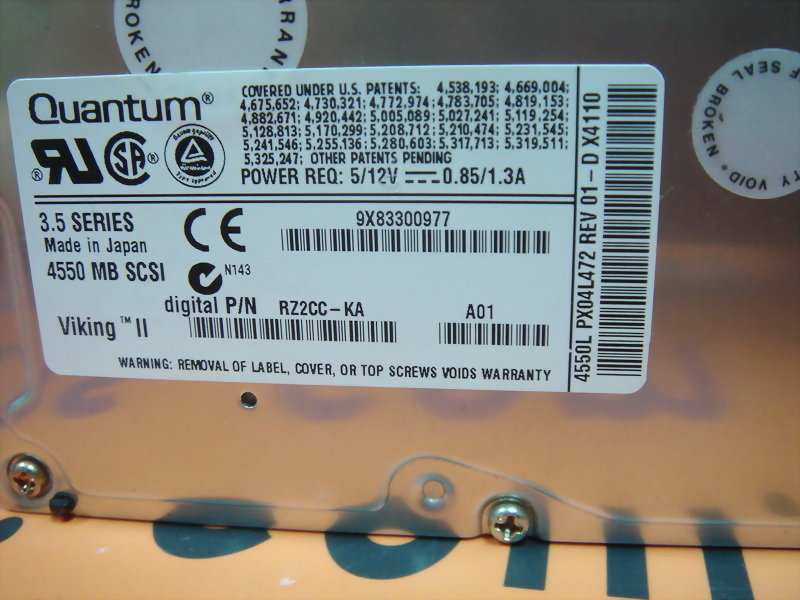 BROKEN
WARRAN
F SEAL BROKEN
TY VOID
Quantum®
COVERED UNDER U.S. PATENTS: 4,538,193; 4,669,004;
4,675,652; 4,730,321; 4,772,974; 4,783,705; 4,819,153;
4,882,671; 4,920,442; 5,005,089; 5,027,241; 5,119,254
5,128,813; 5,170,299; 5,208,712; 5,210,474; 5,231,545;
5,241,546; 5,255,136; 5,280,603; 5,317,713; 5,319,511;
5,325,247; OTHER PATENTS PENDING
POWER REQ: 5/12V 0.85/1.3A
3.5 SERIES
Made in Japan
4550 MB SCSI
CE
N143
9X83300977
digital P/N RZ2CC-KA A01
Viking™ II
WARNING: REMOVAL OF LABEL, COVER, OR TOP SCREWS VOIDS WARRANTY
4550L PX04L472 REV 01-D X4110